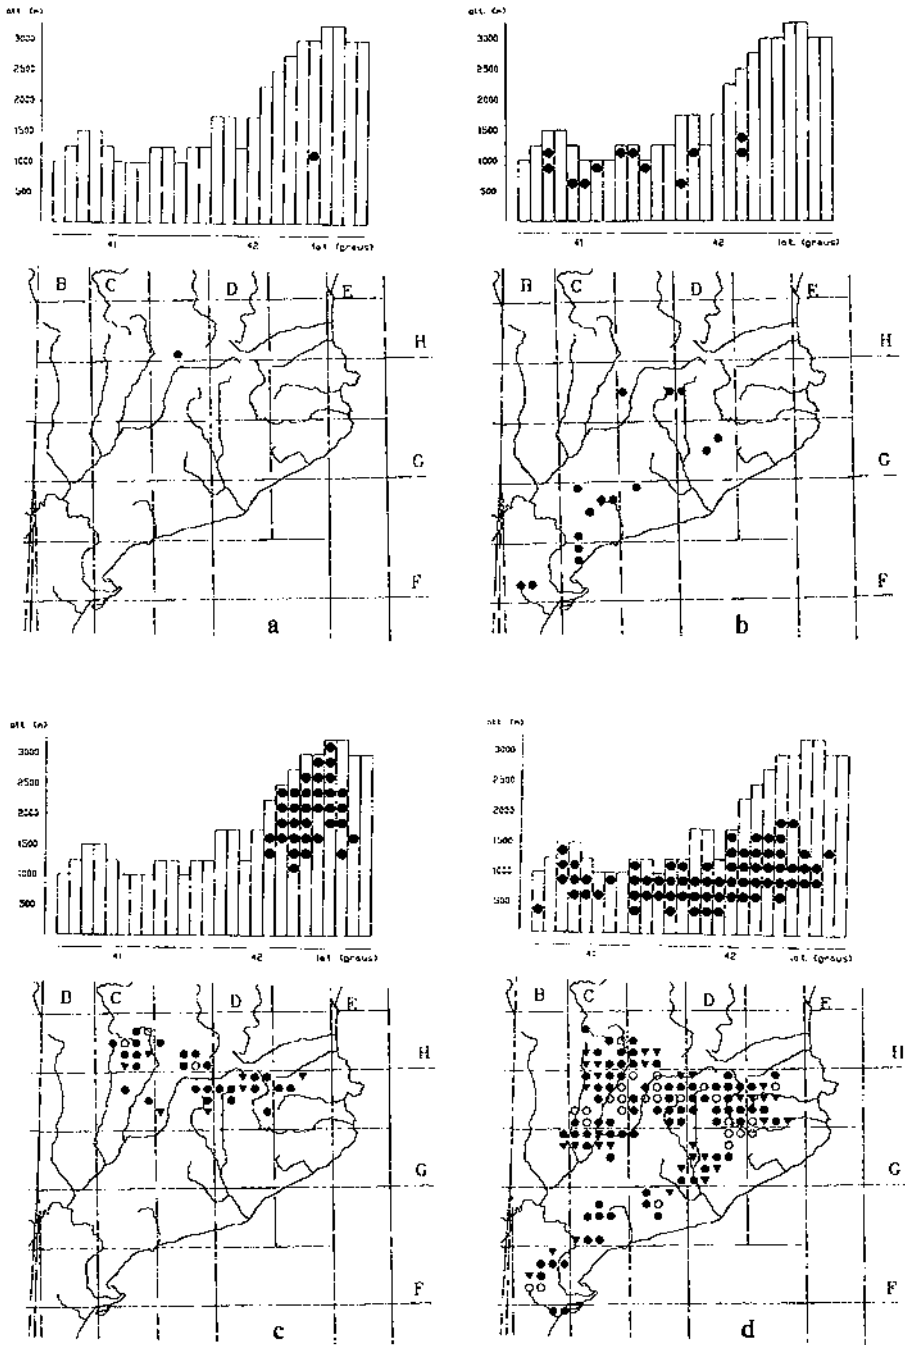 alt. (m)
3000
2500
2000
1500
1000
500
41 42 lat (graus)
B C D E
H
G
F
a
alt. (m)
3000
2500
2000
1500
1000
500
41 42 lat. (graus)
B C D E
H
G
F
b
alt (m)
3000
2500
2000
1500
1000
500
41 42 lat (graus)
B C D E
H
G
F
c
alt (m)
3000
2500
2000
1500
1000
500
41 42 lat. (graus)
B C D E
H
G
F
d